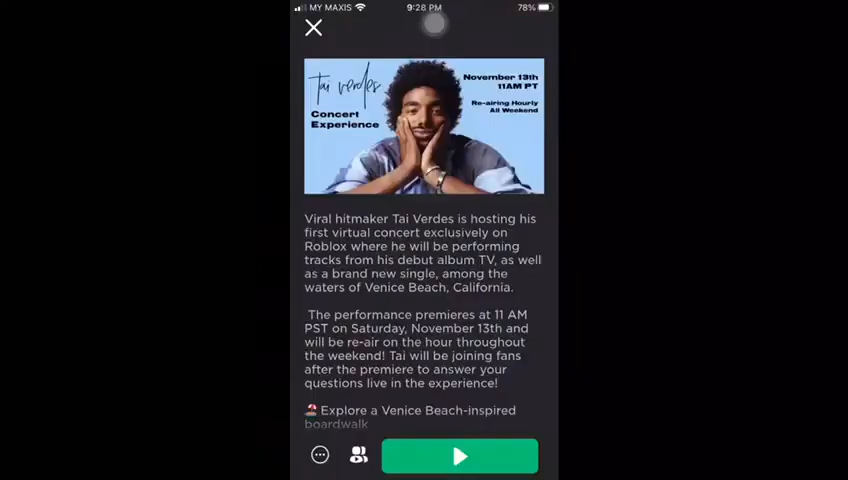 MY MAXIS
9:28 PM
78%
Tai verdes
Concert
Experience
November 13th
11AM PT
Re-airing Hourly
All Weekend
Viral hitmaker Tai Verdes is hosting his
first virtual concert exclusively on
Roblox where he will be performing
tracks from his debut album TV, as well
as a brand new single, among the
waters of Venice Beach, California.
The performance premieres at 11 AM
PST on Saturday, November 13th and
will be re-air on the hour throughout
the weekend! Tai will be joining fans
after the premiere to answer your
questions live in the experience!
🏖️Explore a Venice Beach-inspired
boardwalk